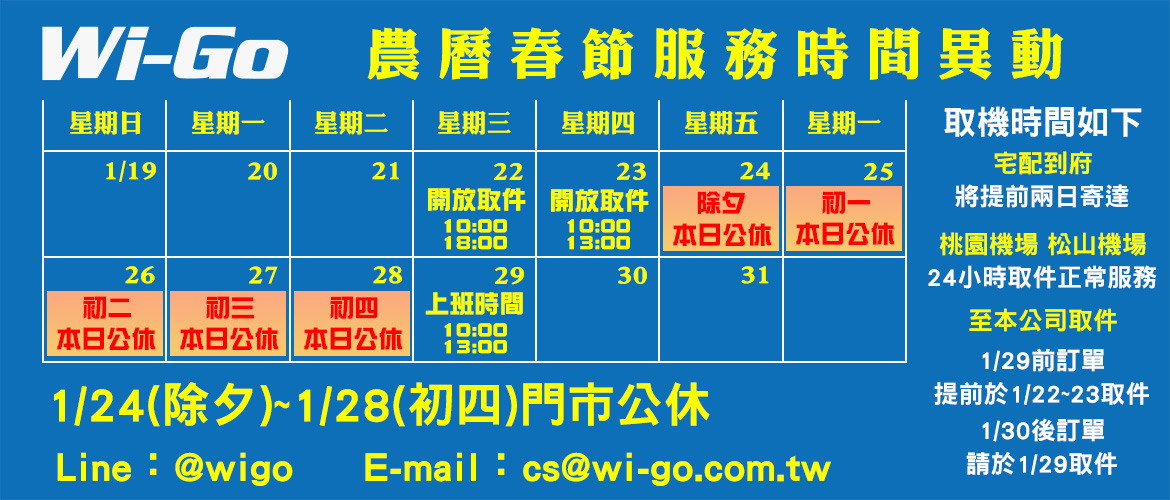 Wi-Go 農曆春節服務時間異動
星期日 星期一 星期二 星期三 星期四 星期五 星期一
1/19 20 21 22 23 24 25
開放取件 開放取件 除夕 初一
10:00 10:00 本日公休 本日公休
18:00 13:00
26 27 28 29 30 31
初二 初三 初四 上班時間
本日公休 本日公休 本日公休 10:00
13:00
1/24(除夕)~1/28(初四)門市公休
Line：@wigo E-mail：cs@wi-go.com.tw
取機時間如下
宅配到府
將提前兩日寄達
桃園機場 松山機場
24小時取件正常服務
至本公司取件
1/29前訂單
提前於1/22~23取件
1/30後訂單
請於1/29取件